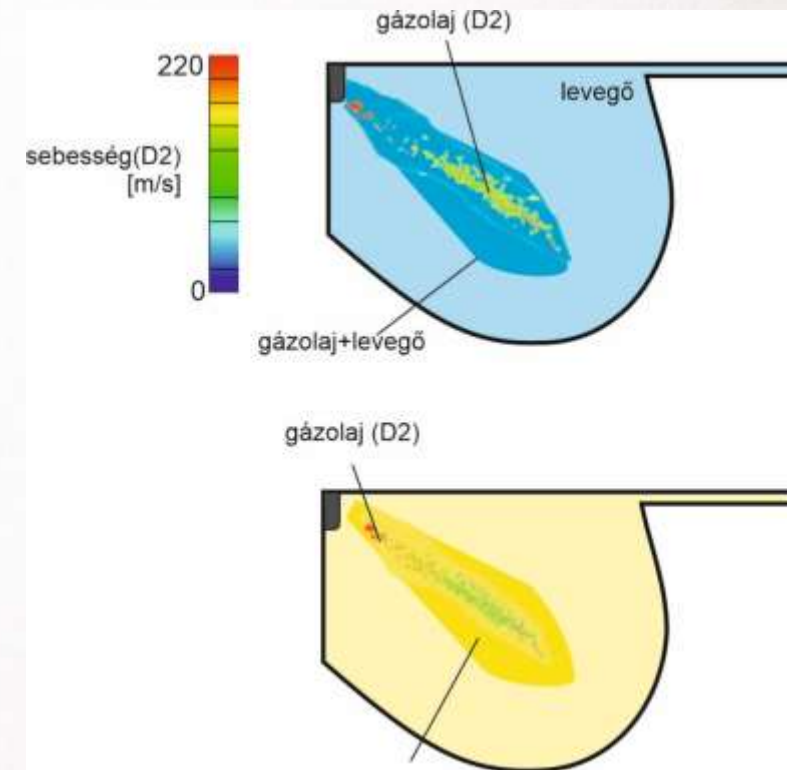 gázolaj (D2)
220
levegő
sebesség(D2)
[m/s]
0
gázolaj+levegő
gázolaj (D2)